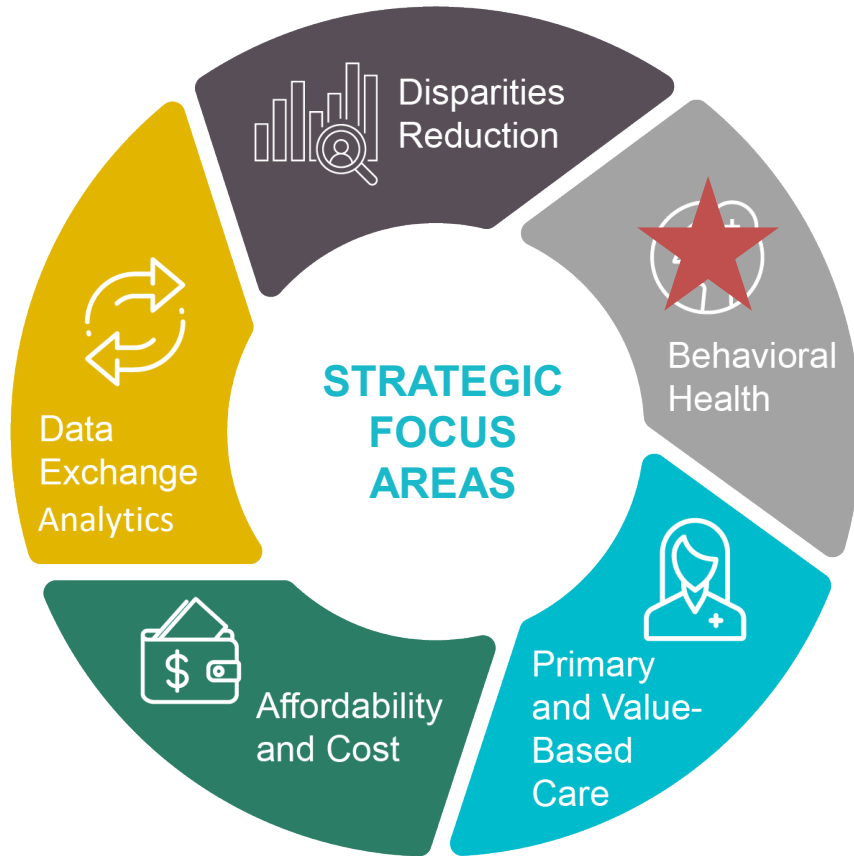 Disparities
Reduction
Behavioral
Health
STRATEGIC
FOCUS
AREAS
Data
Exchange
Analytics
Primary
and Value-
Based
Care
Affordability
and Cost
$